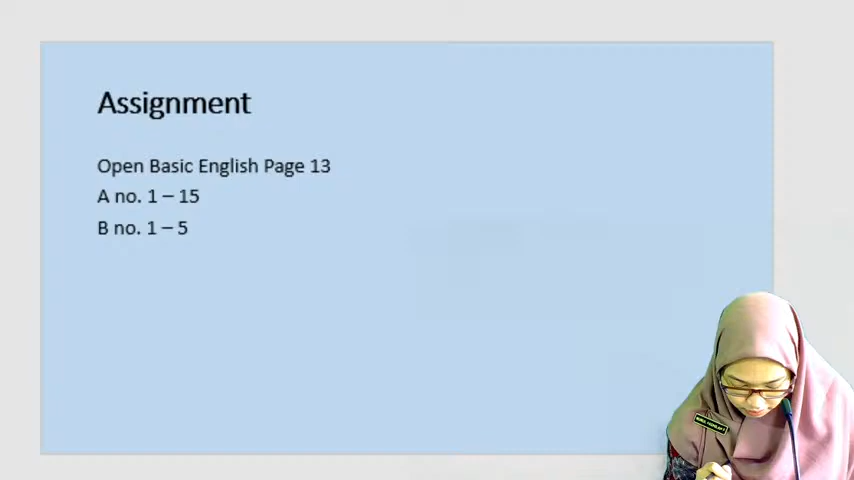 Assignment
Open Basic English Page 13
A no. 1 – 15
B no. 1 – 5